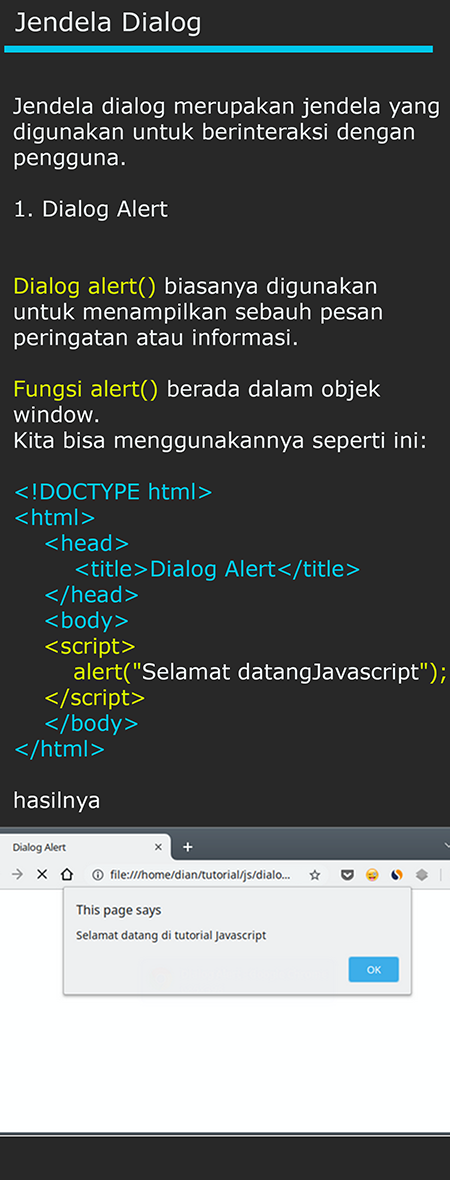 Jendela Dialog
Jendela dialog merupakan jendela yang
digunakan untuk berinteraksi dengan
pengguna.
1. Dialog Alert
Dialog alert() biasanya digunakan
untuk menampilkan sebauh pesan
peringatan atau informasi.
Fungsi alert() berada dalam objek
window.
Kita bisa menggunakannya seperti ini:
<!DOCTYPE html>
<html>
<head>
<title>Dialog Alert</title>
</head>
<body>
<script>
alert("Selamat datangJavascript");
</script>
</body>
</html>
hasilnya
Dialog Alert
file:///home/dian/tutorial/js/dialo...
This page says
Selamat datang di tutorial Javascript
OK